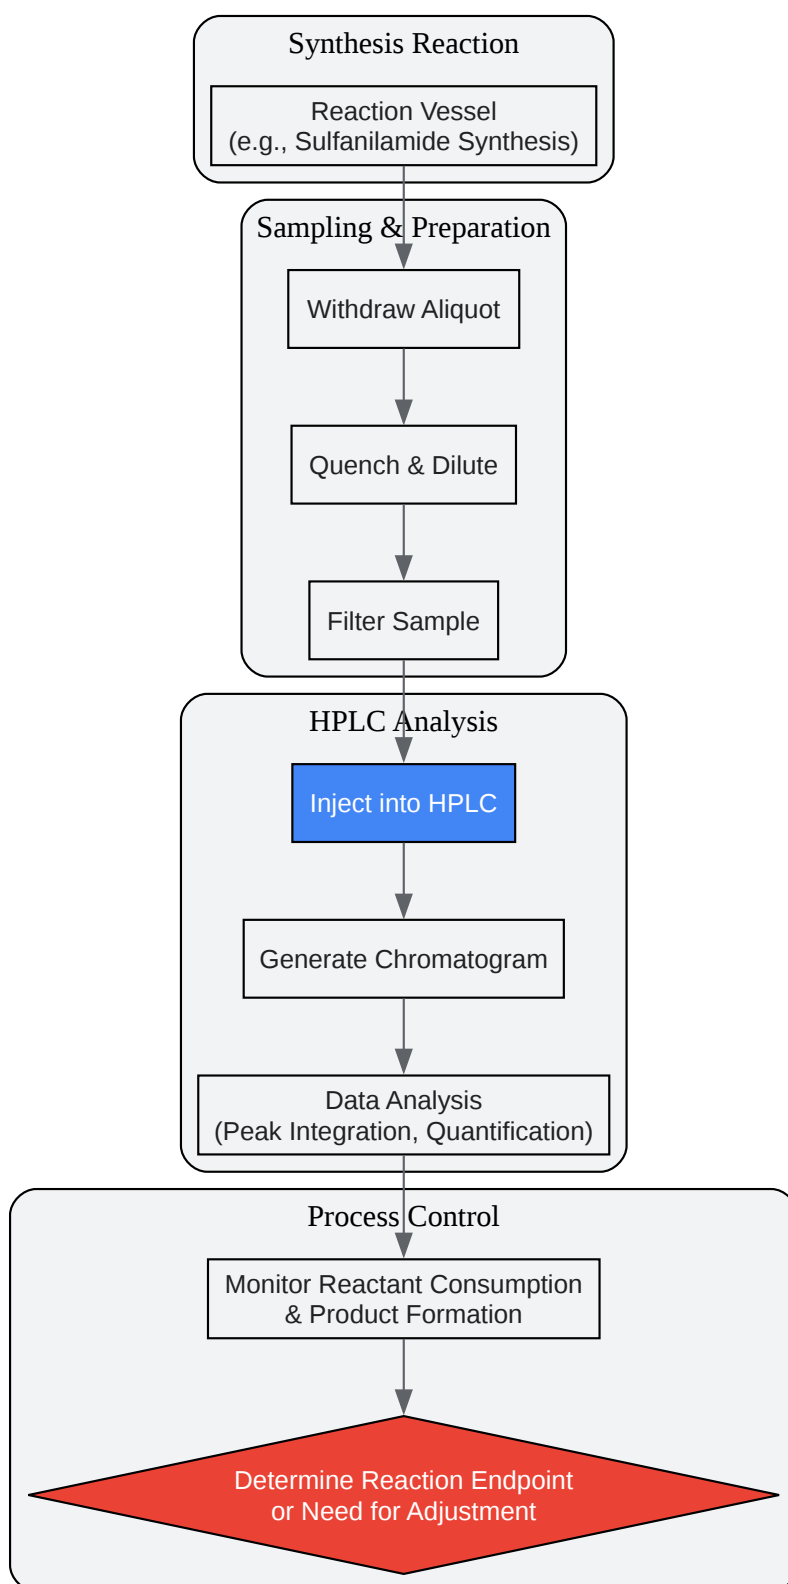 Synthesis Reaction
Reaction Vessel
(e.g., Sulfanilamide Synthesis)
Sampling & Preparation
Withdraw Aliquot
Quench & Dilute
Filter Sample
HPLC Analysis
Inject into HPLC
Generate Chromatogram
Data Analysis
(Peak Integration, Quantification)
Process Control
Monitor Reactant Consumption
& Product Formation
Determine Reaction Endpoint
or Need for Adjustment